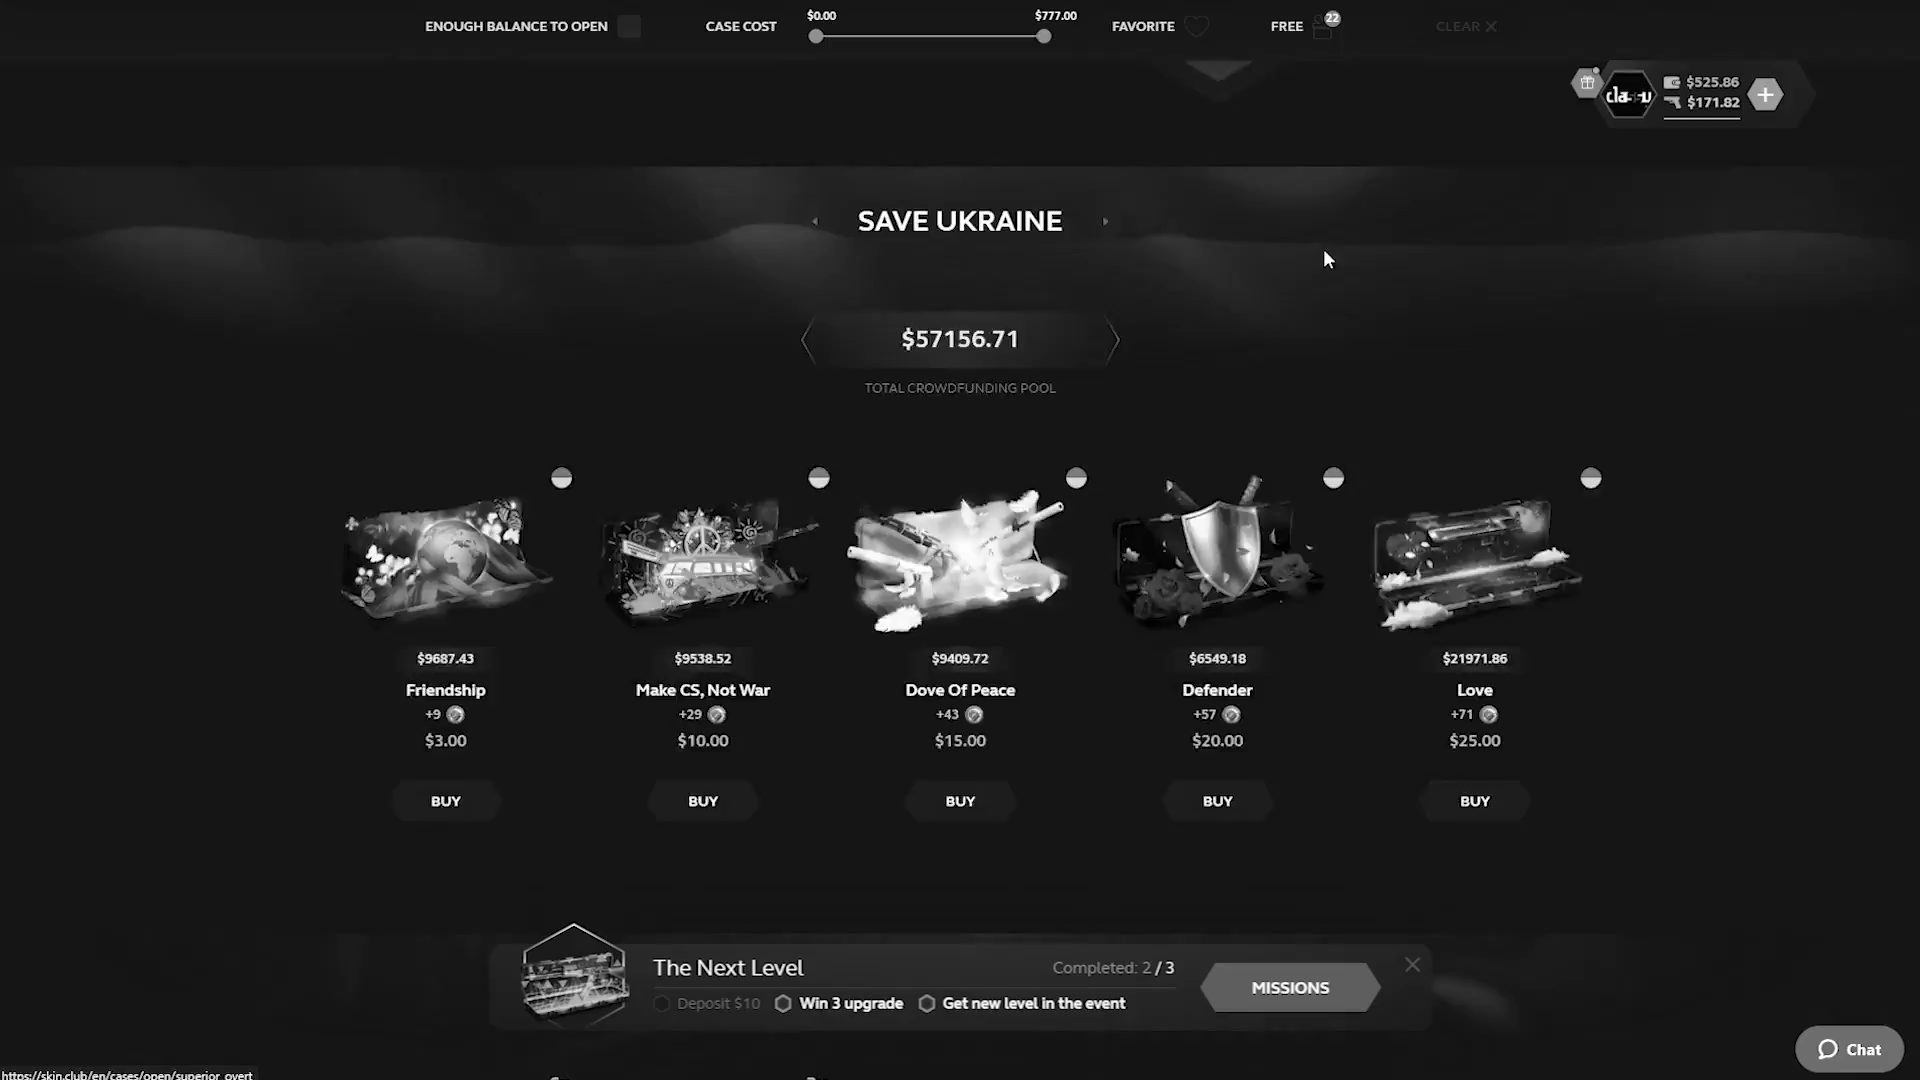 ENOUGH BALANCE TO OPEN
CASE COST
$0.00
$777.00
FAVORITE
FREE
22
CLEAR
$525.86
$171.82
SAVE UKRAINE
$57156.71
TOTAL CROWDFUNDING POOL
$9687.43
Friendship
+9
$3.00
BUY
$9538.52
Make CS, Not War
+29
$10.00
BUY
$9409.72
Dove Of Peace
+43
$15.00
BUY
$6549.18
Defender
+57
$20.00
BUY
$21971.86
Love
+71
$25.00
BUY
The Next Level
Completed: 2 / 3
Deposit $10
Win 3 upgrade
Get new level in the event
MISSIONS
Chat
https://skin.club/en/cases/open/superior_overt